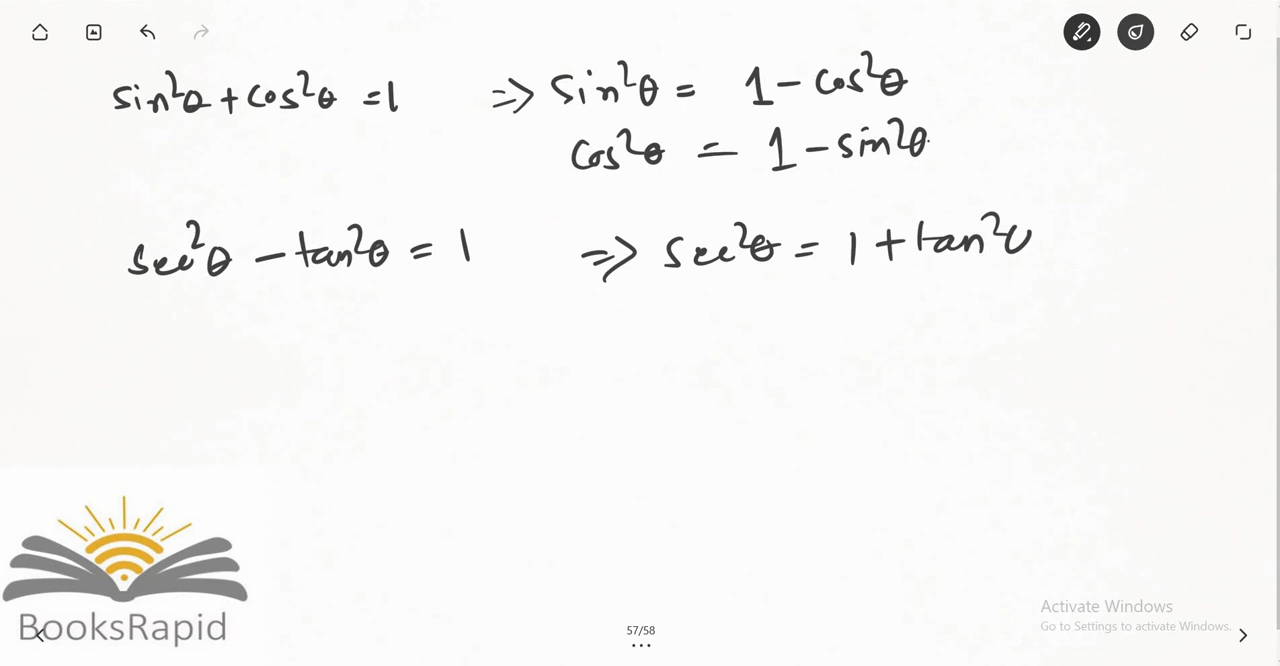 sin²θ + cos²θ = 1 ⇒ sin²θ = 1 − cos²θ
cos²θ = 1 − sin²θ
sec²θ − tan²θ = 1 ⇒ sec²θ = 1 + tan²θ
BooksRapid
Activate Windows
Go to Settings to activate Windows.
57/58